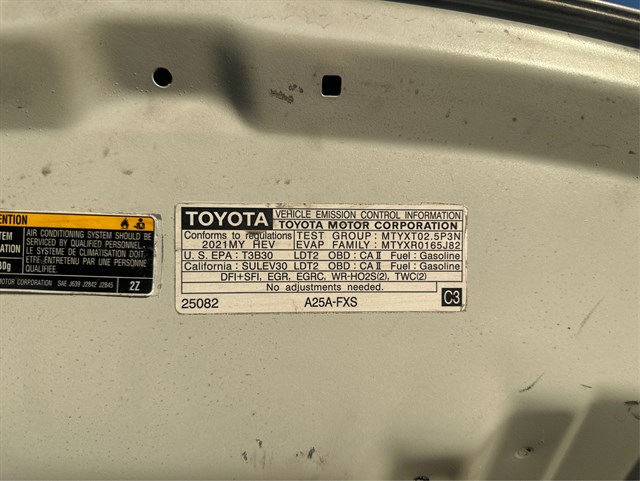 ENTION
TEM
AIR CONDITIONING SYSTEM SHOULD BE
SERVICED BY QUALIFIED PERSONNEL.
LE SYSTEME DE CLIMATISATION DOIT
ETRE ENTRETENU PAR UNE PERSONNE
QUALIFIEE.
30g
MOTOR CORPORATION SAE J639 J2842 J2845 2Z
TOYOTA
VEHICLE EMISSION CONTROL INFORMATION
TOYOTA MOTOR CORPORATION
Conforms to regulations TEST GROUP : MTYXT02.5P3N
2021MY REV EVAP FAMILY : MTYXR0165J82
U.S. EPA : T3B30 LDT2 OBD : CA II Fuel : Gasoline
California : SULEV30 LDT2 OBD : CA II Fuel : Gasoline
DFI+SFI, EGR, EGRC, WR-HO2S(2), TWC(2)
No adjustments needed.
25082 A25A-FXS C3